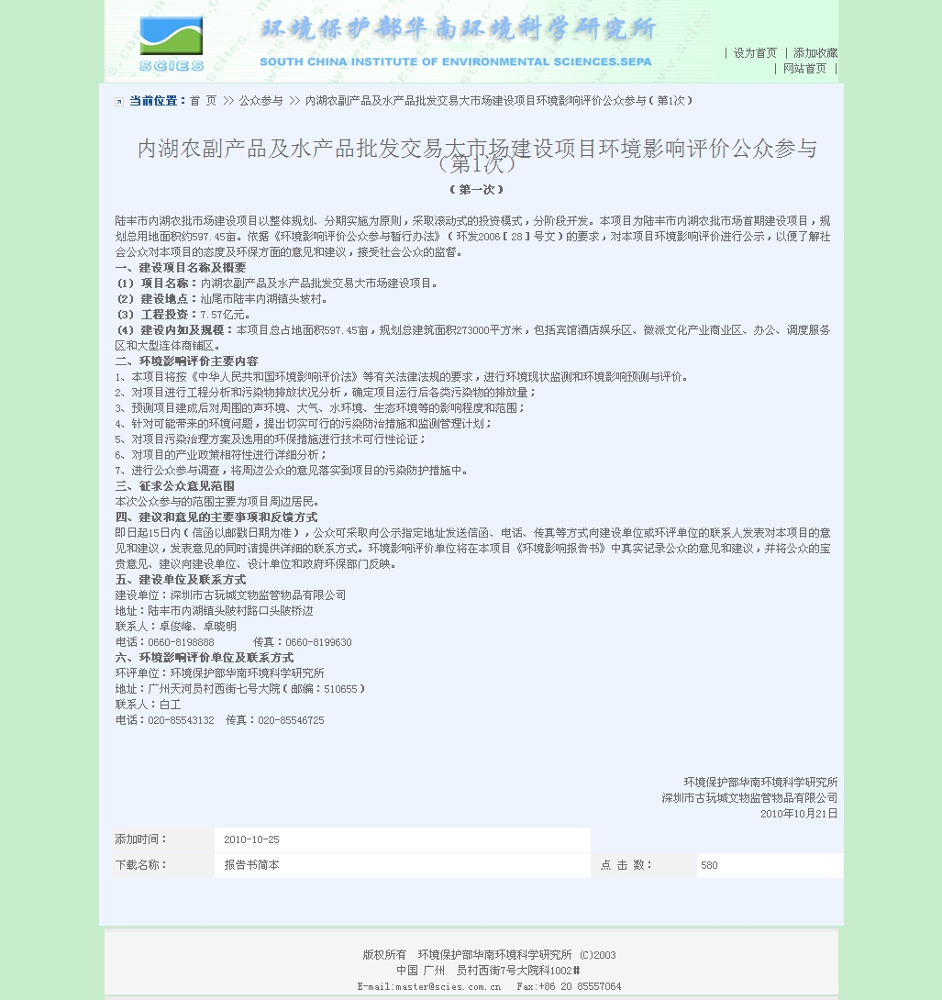 环境保护部华南环境科学研究所
SOUTH CHINA INSTITUTE OF ENVIRONMENTAL SCIENCES.SEPA
SCIES
| 设为首页 | 添加收藏
| 网站首页 |
当前位置：首 页 >> 公众参与 >> 内湖农副产品及水产品批发交易大市场建设项目环境影响评价公众参与（第1次）
内湖农副产品及水产品批发交易大市场建设项目环境影响评价公众参与
（第1次）
（第一次）
陆丰市内湖农批市场建设项目以整体规划、分期实施为原则，采取滚动式的投资模式，分阶段开发。本项目为陆丰市内湖农批市场首期建设项目，规
划总用地面积约597.45亩。依据《环境影响评价公众参与暂行办法》（环发2006[28]号文）的要求，对本项目环境影响评价进行公示，以便了解社
会公众对本项目的态度及环保方面的意见和建议，接受社会公众的监督。
一、建设项目名称及概要
(1) 项目名称：内湖农副产品及水产品批发交易大市场建设项目。
(2) 建设地点：汕尾市陆丰内湖镇头坡村。
(3) 工程投资：7.57亿元。
(4) 建设内如及规模：本项目总占地面积597.45亩，规划总建筑面积273000平方米，包括宾馆酒店娱乐区、微派文化产业商业区、办公、调度服务
区和大型连体商铺区。
二、环境影响评价主要内容
1、本项目将按《中华人民共和国环境影响评价法》等有关法律法规的要求，进行环境现状监测和环境影响预测与评价。
2、对项目进行工程分析和污染物排放状况分析，确定项目运行后各类污染物的排放量；
3、预测项目建成后对周围的声环境、大气、水环境、生态环境等的影响程度和范围；
4、针对可能带来的环境问题，提出切实可行的污染防治措施和监测管理计划；
5、对项目污染治理方案及选用的环保措施进行技术可行性论证；
6、对项目的产业政策相符性进行详细分析；
7、进行公众参与调查，将周边公众的意见落实到项目的污染防护措施中。
三、征求公众意见范围
本次公众参与的范围主要为项目周边居民。
四、建议和意见的主要事项和反馈方式
即日起15日内（信函以邮戳日期为准），公众可采取向公示指定地址发送信函、电话、传真等方式向建设单位或环评单位的联系人发表对本项目的意
见和建议，发表意见的同时请提供详细的联系方式。环境影响评价单位将在本项目《环境影响报告书》中真实记录公众的意见和建议，并将公众的宝
贵意见、建议向建设单位、设计单位和政府环保部门反映。
五、建设单位及联系方式
建设单位：深圳市古玩城文物监管物品有限公司
地址：陆丰市内湖镇头陂村路口头陂桥边
联系人：卓俊峰、卓晓明
电话：0660-8198888 传真：0660-8199630
六、环境影响评价单位及联系方式
环评单位：环境保护部华南环境科学研究所
地址：广州天河员村西街七号大院（邮编：510655）
联系人：白工
电话：020-85543132 传真：020-85546725
环境保护部华南环境科学研究所
深圳市古玩城文物监管物品有限公司
2010年10月21日
添加时间： 2010-10-25
下载名称： 报告书简本 点 击 数： 580
版权所有 环境保护部华南环境科学研究所 (C)2003
中国 广州 员村西街7号大院科1002#
E-mail:master@scies.com.cn Fax:+86 20 85557064